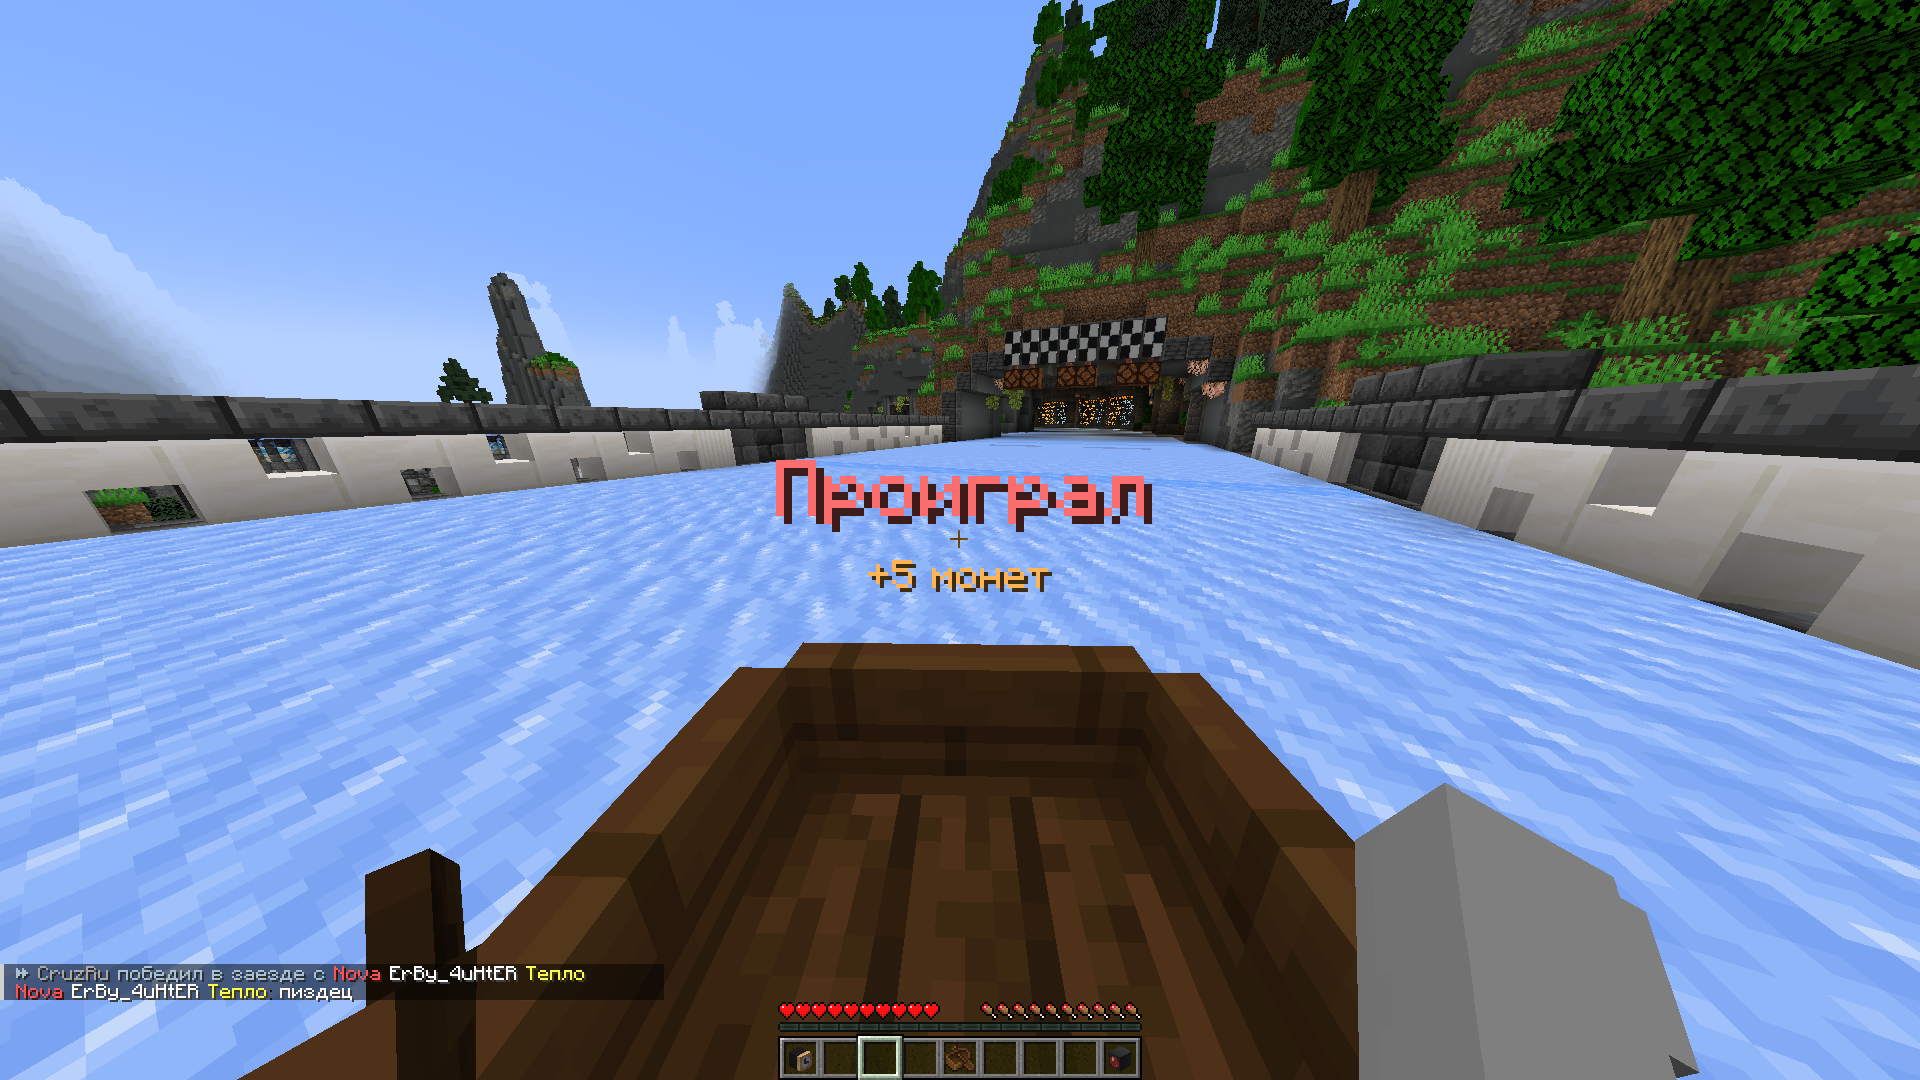 Проиграл
+5 монет
CruzRu победил в заезде с Nova ErBy_4uHtER Тепло
Nova ErBy_4uHtER Тепло: пиздец